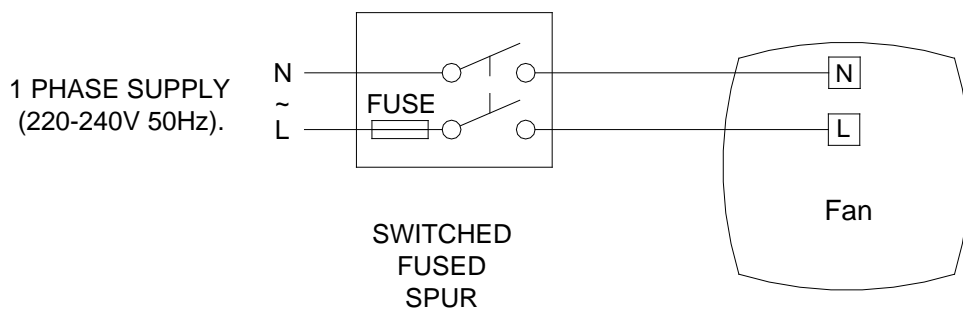 1 PHASE SUPPLY
(220-240V 50Hz).
N
~
L
FUSE
SWITCHED
FUSED
SPUR
N
L
Fan